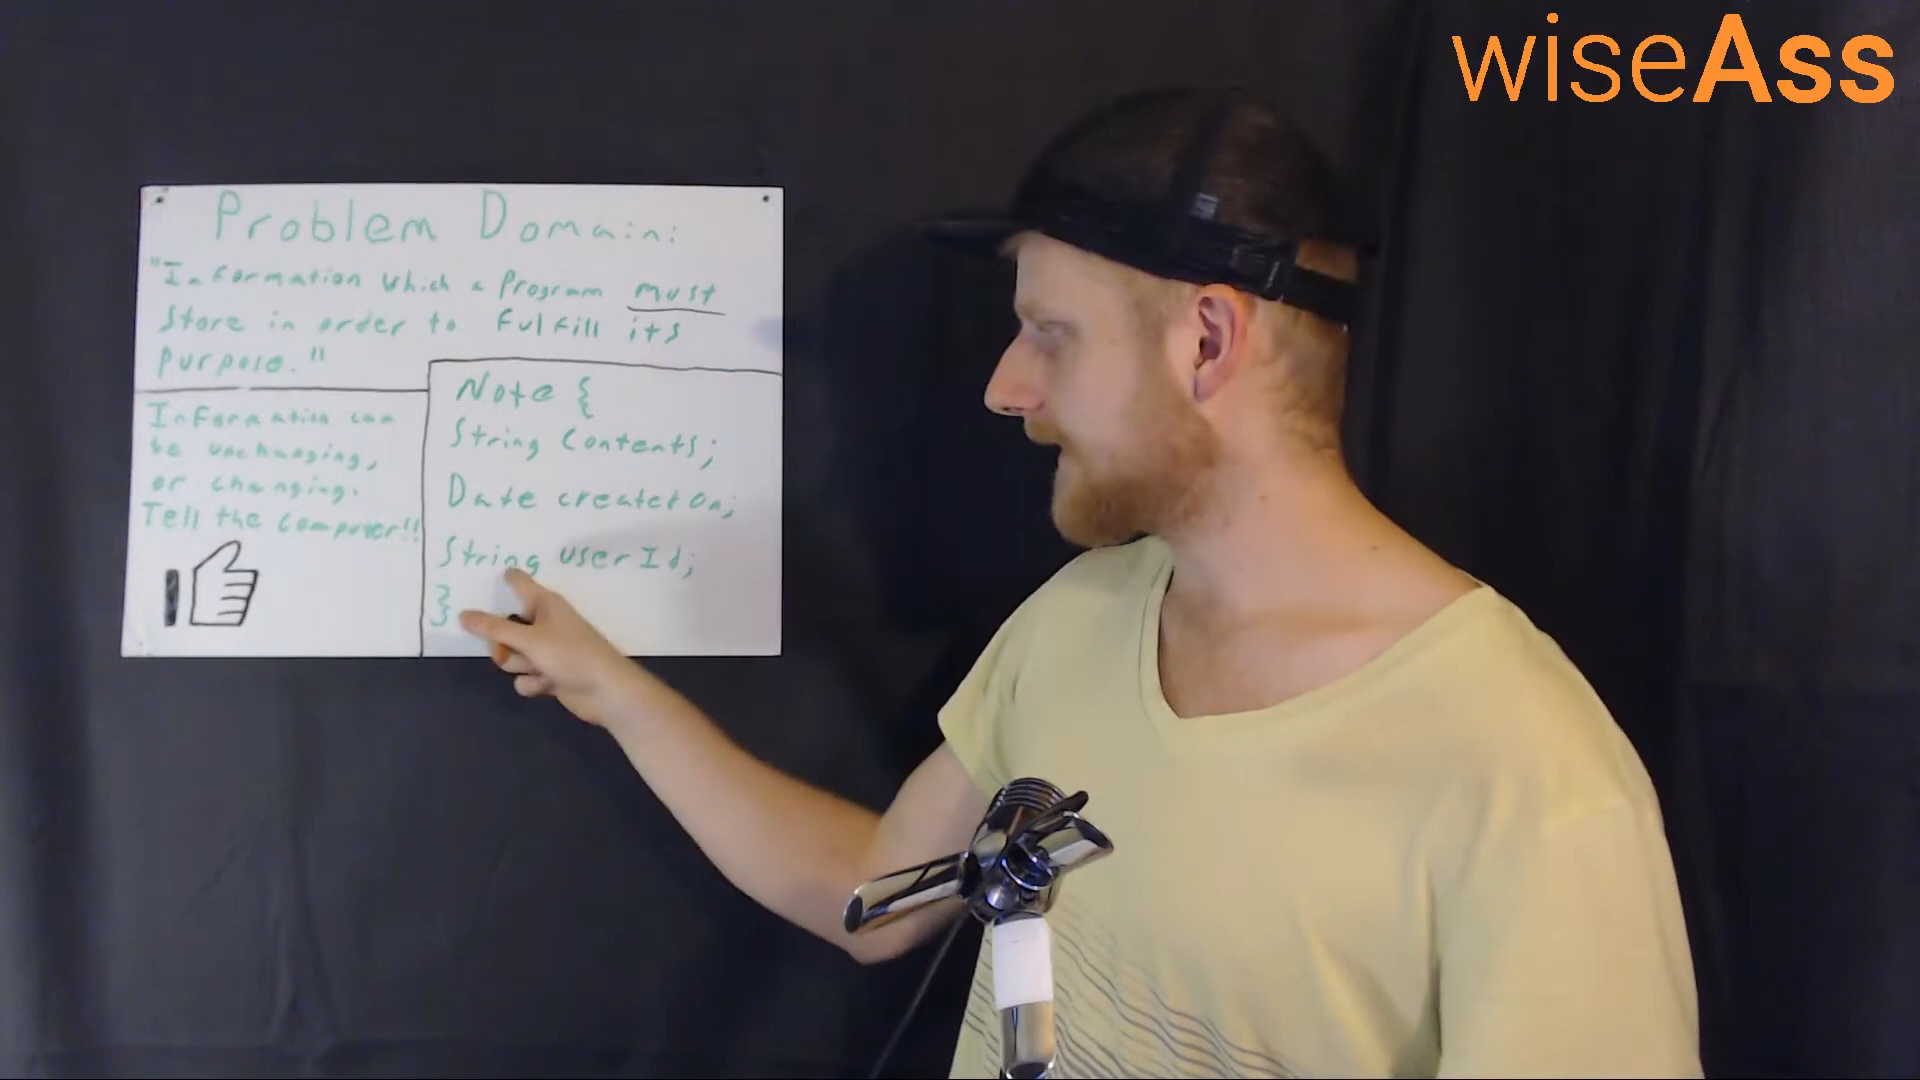 wiseAss
Problem Domain:
"Information which a Program must
store in order to fulfill its
purpose."
Information can
be unchanging,
or changing.
Tell the computer!!
Note {
String contents;
Date createdOn;
String userId;
}